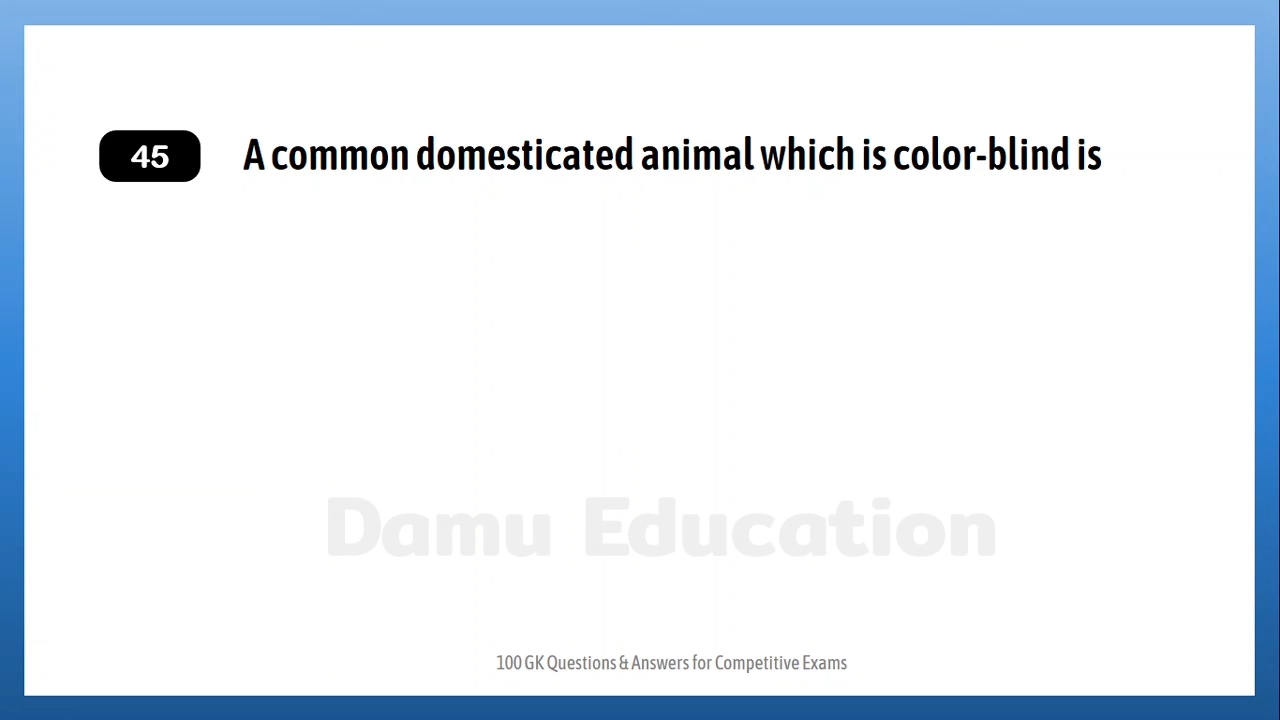 45 A common domesticated animal which is color-blind is
Damu Education
100 GK Questions & Answers for Competitive Exams